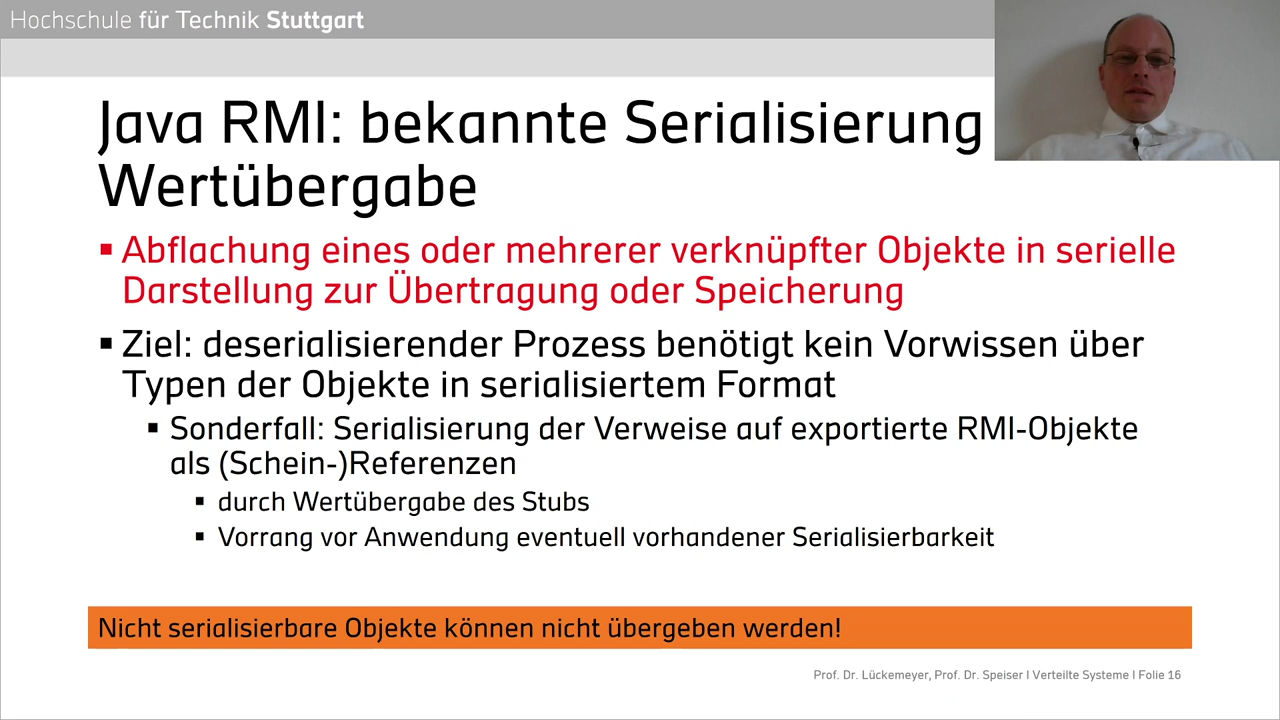 Hochschule für Technik Stuttgart
Java RMI: bekannte Serialisierung
Wertübergabe
▪ Abflachung eines oder mehrerer verknüpfter Objekte in serielle
Darstellung zur Übertragung oder Speicherung
▪ Ziel: deserialisierender Prozess benötigt kein Vorwissen über
Typen der Objekte in serialisiertem Format
▪ Sonderfall: Serialisierung der Verweise auf exportierte RMI-Objekte
als (Schein-)Referenzen
▪ durch Wertübergabe des Stubs
▪ Vorrang vor Anwendung eventuell vorhandener Serialisierbarkeit
Nicht serialisierbare Objekte können nicht übergeben werden!
Prof. Dr. Lückemeyer, Prof. Dr. Speiser I Verteilte Systeme I Folie 16